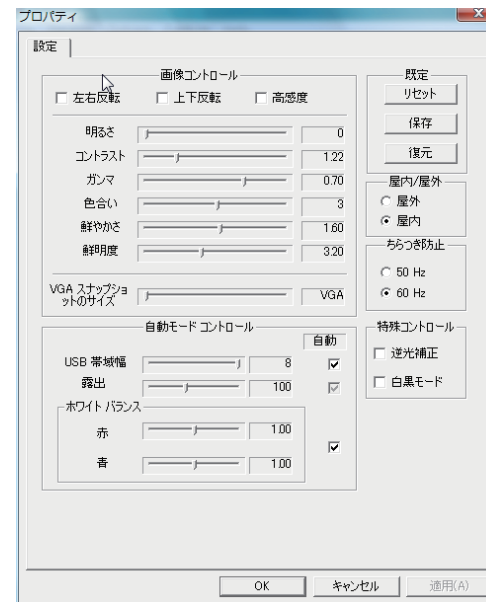 プロパティ
設定
画像コントロール
左右反転
上下反転
高感度
明るさ
0
コントラスト
1.22
ガンマ
0.70
色合い
3
鮮やかさ
1.60
鮮明度
3.20
VGA スナップショ
ットのサイズ
VGA
自動モード コントロール
自動
USB 帯域幅
8
露出
100
ホワイト バランス
赤
1.00
青
1.00
既定
リセット
保存
復元
屋内/屋外
屋外
屋内
ちらつき防止
50 Hz
60 Hz
特殊コントロール
逆光補正
白黒モード
OK
キャンセル
適用(A)